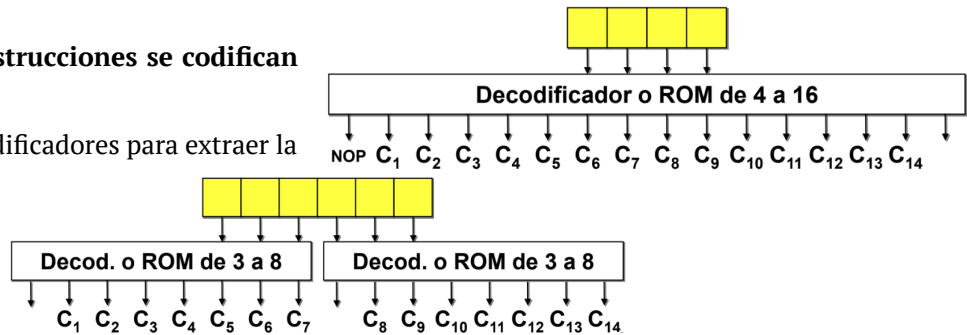 strucciones se codifican
Decodificador o ROM de 4 a 16
dificadores para extraer la
NOP C₁ C₂ C₃ C₄ C₅ C₆ C₇ C₈ C₉ C₁₀ C₁₁ C₁₂ C₁₃ C₁₄
Decod. o ROM de 3 a 8 Decod. o ROM de 3 a 8
C₁ C₂ C₃ C₄ C₅ C₆ C₇ C₈ C₉ C₁₀ C₁₁ C₁₂ C₁₃ C₁₄